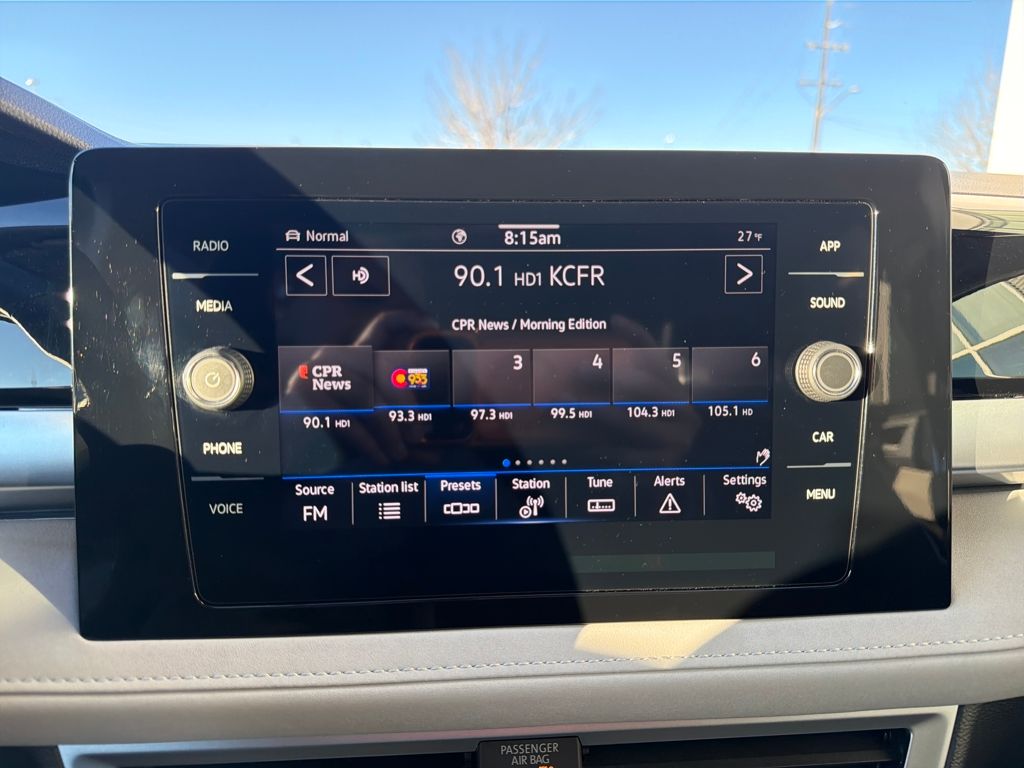 RADIO
MEDIA
PHONE
VOICE
Normal
8:15am
27°F
HD
90.1 HD1 KCFR
CPR News / Morning Edition
CPR
News
933
3
4
5
6
90.1 HD1
93.3 HD1
97.3 HD1
99.5 HD1
104.3 HD1
105.1 HD
Source
FM
Station list
Presets
Station
Tune
Alerts
Settings
APP
SOUND
CAR
MENU
PASSENGER
AIR BAG